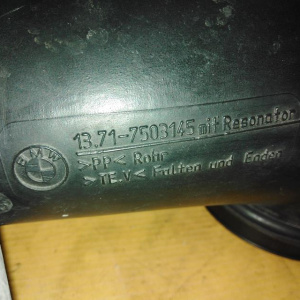 BMW
13.71-7503145 mit Resonator
>PP< Rohr
>TE.V< Falten und Enden